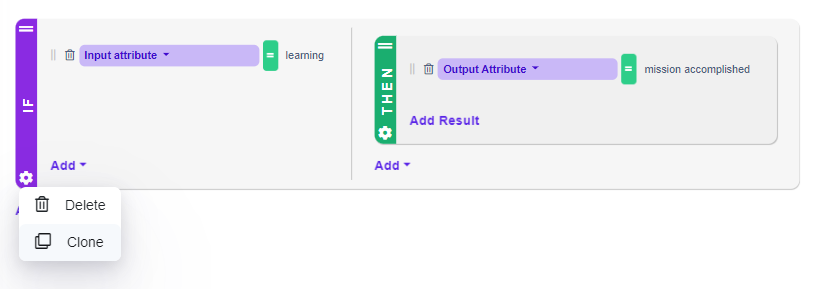 IF
Input attribute
=
learning
Add
THEN
Output Attribute
=
mission accomplished
Add Result
Add
Delete
Clone